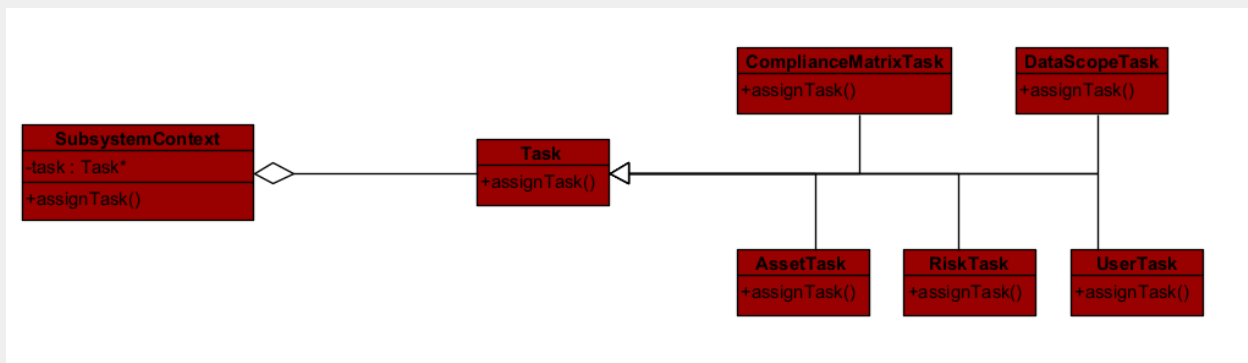 ComplianceMatrixTask
+assignTask()
DataScopeTask
+assignTask()
SubsystemContext
-task : Task*
+assignTask()
Task
+assignTask()
AssetTask
+assignTask()
RiskTask
+assignTask()
UserTask
+assignTask()